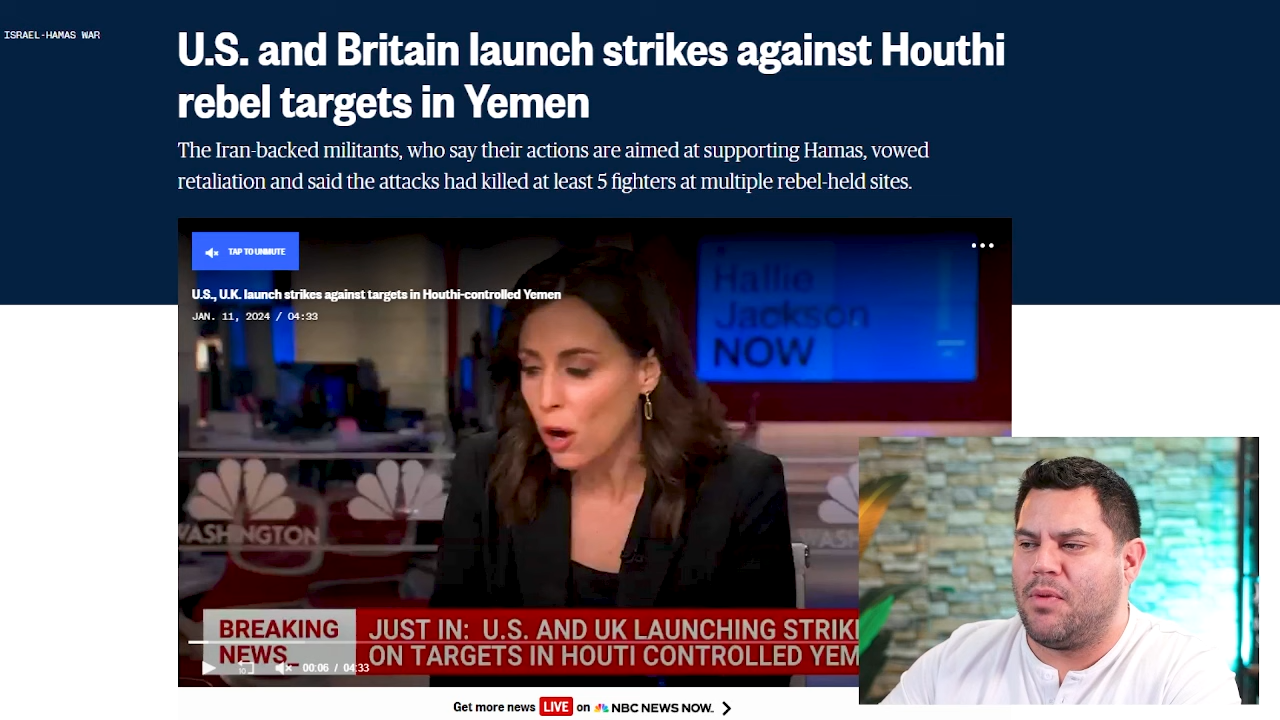 ISRAEL-HAMAS WAR
U.S. and Britain launch strikes against Houthi
rebel targets in Yemen
The Iran-backed militants, who say their actions are aimed at supporting Hamas, vowed
retaliation and said the attacks had killed at least 5 fighters at multiple rebel-held sites.
TAP TO UNMUTE
U.S., U.K. launch strikes against targets in Houthi-controlled Yemen
JAN. 11, 2024 / 04:33
Hallie
Jackson
NOW
WASHINGTON
WAS
BREAKING
NEWS
JUST IN: U.S. AND UK LAUNCHING STRIKI
ON TARGETS IN HOUTI CONTROLLED YEM
10
00:06 / 04:33
Get more news LIVE on NBC NEWS NOW.